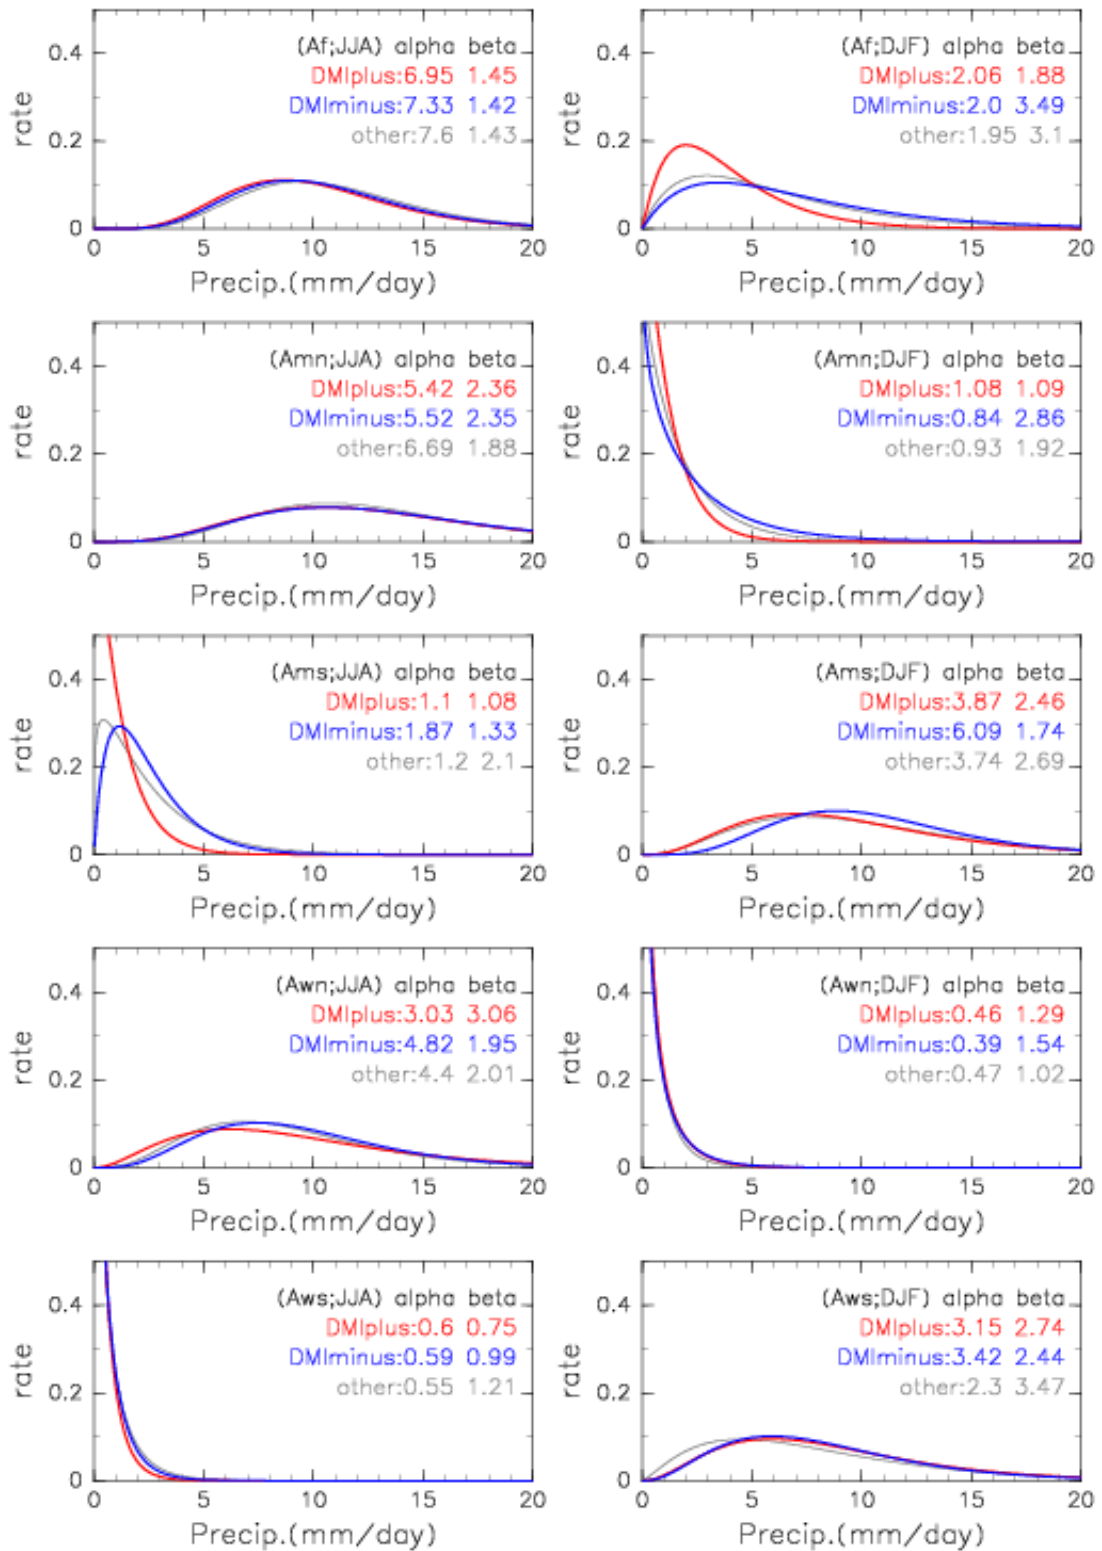 (Af;JJA) alpha beta
DMIplus:6.95 1.45
DMIminus:7.33 1.42
other:7.6 1.43
0.4
0.2
0
rate
0 5 10 15 20
Precip.(mm/day)
(Af;DJF) alpha beta
DMIplus:2.06 1.88
DMIminus:2.0 3.49
other:1.95 3.1
0.4
0.2
0
rate
0 5 10 15 20
Precip.(mm/day)
(Amn;JJA) alpha beta
DMIplus:5.42 2.36
DMIminus:5.52 2.35
other:6.69 1.88
0.4
0.2
0
rate
0 5 10 15 20
Precip.(mm/day)
(Amn;DJF) alpha beta
DMIplus:1.08 1.09
DMIminus:0.84 2.86
other:0.93 1.92
0.4
0.2
0
rate
0 5 10 15 20
Precip.(mm/day)
(Ams;JJA) alpha beta
DMIplus:1.1 1.08
DMIminus:1.87 1.33
other:1.2 2.1
0.4
0.2
0
rate
0 5 10 15 20
Precip.(mm/day)
(Ams;DJF) alpha beta
DMIplus:3.87 2.46
DMIminus:6.09 1.74
other:3.74 2.69
0.4
0.2
0
rate
0 5 10 15 20
Precip.(mm/day)
(Awn;JJA) alpha beta
DMIplus:3.03 3.06
DMIminus:4.82 1.95
other:4.4 2.01
0.4
0.2
0
rate
0 5 10 15 20
Precip.(mm/day)
(Awn;DJF) alpha beta
DMIplus:0.46 1.29
DMIminus:0.39 1.54
other:0.47 1.02
0.4
0.2
0
rate
0 5 10 15 20
Precip.(mm/day)
(Aws;JJA) alpha beta
DMIplus:0.6 0.75
DMIminus:0.59 0.99
other:0.55 1.21
0.4
0.2
0
rate
0 5 10 15 20
Precip.(mm/day)
(Aws;DJF) alpha beta
DMIplus:3.15 2.74
DMIminus:3.42 2.44
other:2.3 3.47
0.4
0.2
0
rate
0 5 10 15 20
Precip.(mm/day)